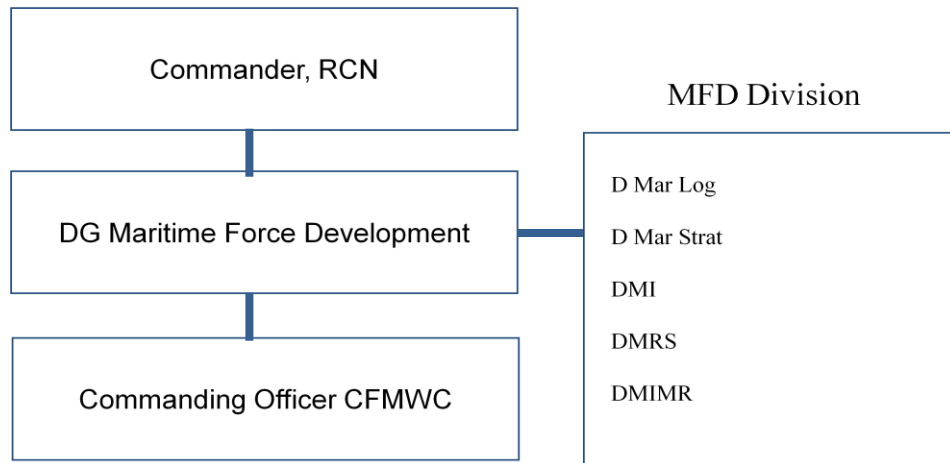 Commander, RCN
MFD Division
DG Maritime Force Development
D Mar Log
D Mar Strat
DMI
DMRS
DMIMR
Commanding Officer CFMWC